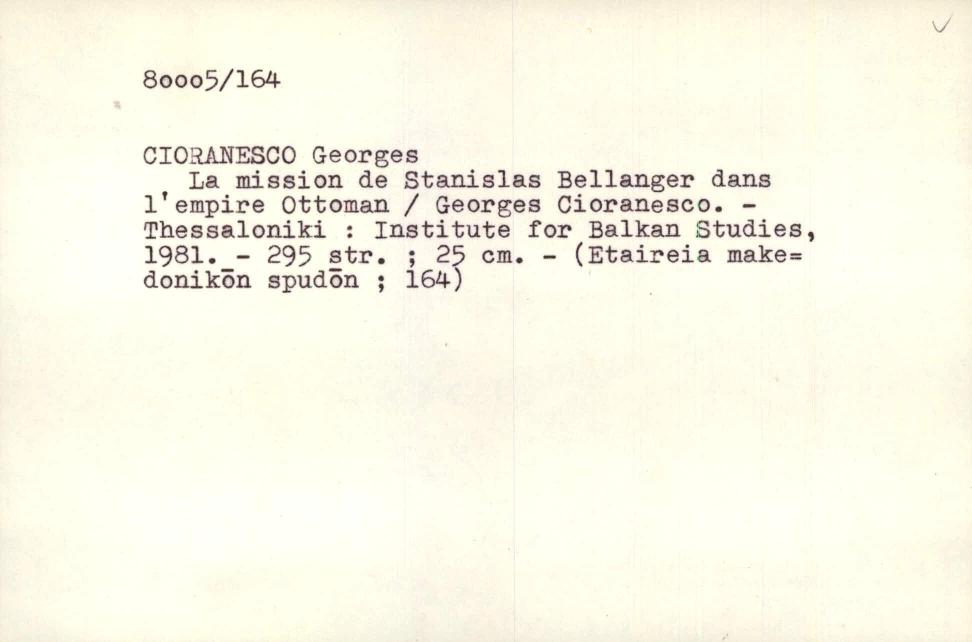 8ooo5/164
CIORANESCO Georges
La mission de Stanislas Bellanger dans
l'empire Ottoman / Georges Cioranesco. -
Thessaloniki : Institute for Balkan Studies,
1981. - 295 str. ; 25 cm. - (Etaireia make=
donikōn spudōn ; 164)